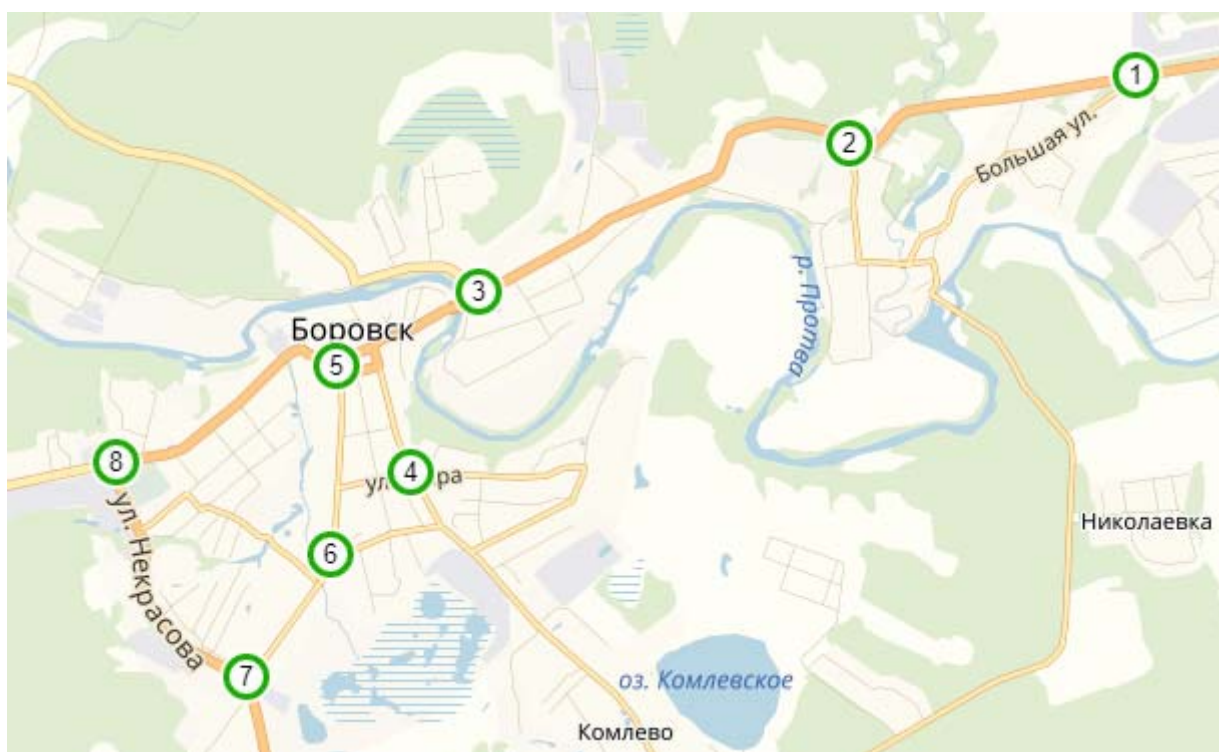 1
2
Большая ул.
р. Протва
3
Боровск
5
8
4
ул. Некрасова
6
Николаевка
7
оз. Комлевское
Комлево